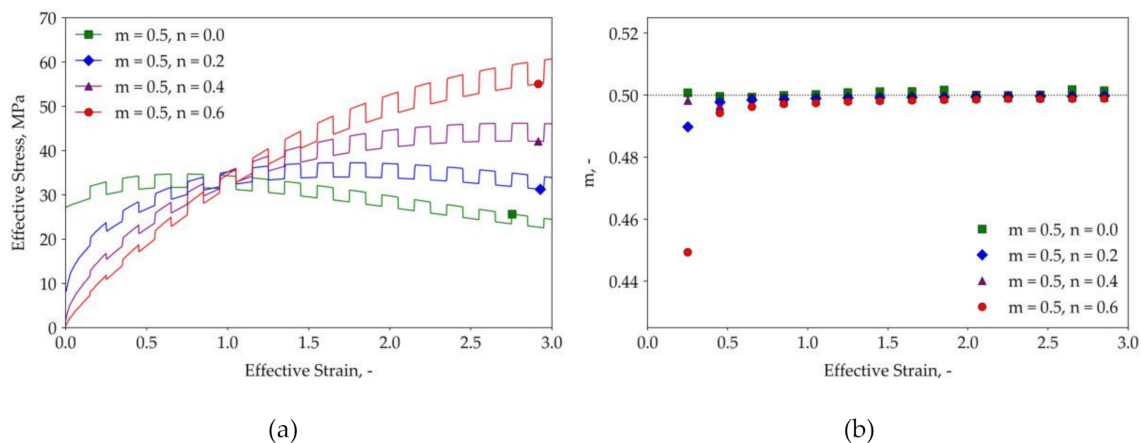 70
60
50
40
30
20
10
0
Effective Stress, MPa
m = 0.5, n = 0.0
m = 0.5, n = 0.2
m = 0.5, n = 0.4
m = 0.5, n = 0.6
0.0 0.5 1.0 1.5 2.0 2.5 3.0
Effective Strain, -
(a)
0.52
0.50
0.48
0.46
0.44
m, -
m = 0.5, n = 0.0
m = 0.5, n = 0.2
m = 0.5, n = 0.4
m = 0.5, n = 0.6
0.0 0.5 1.0 1.5 2.0 2.5 3.0
Effective Strain, -
(b)